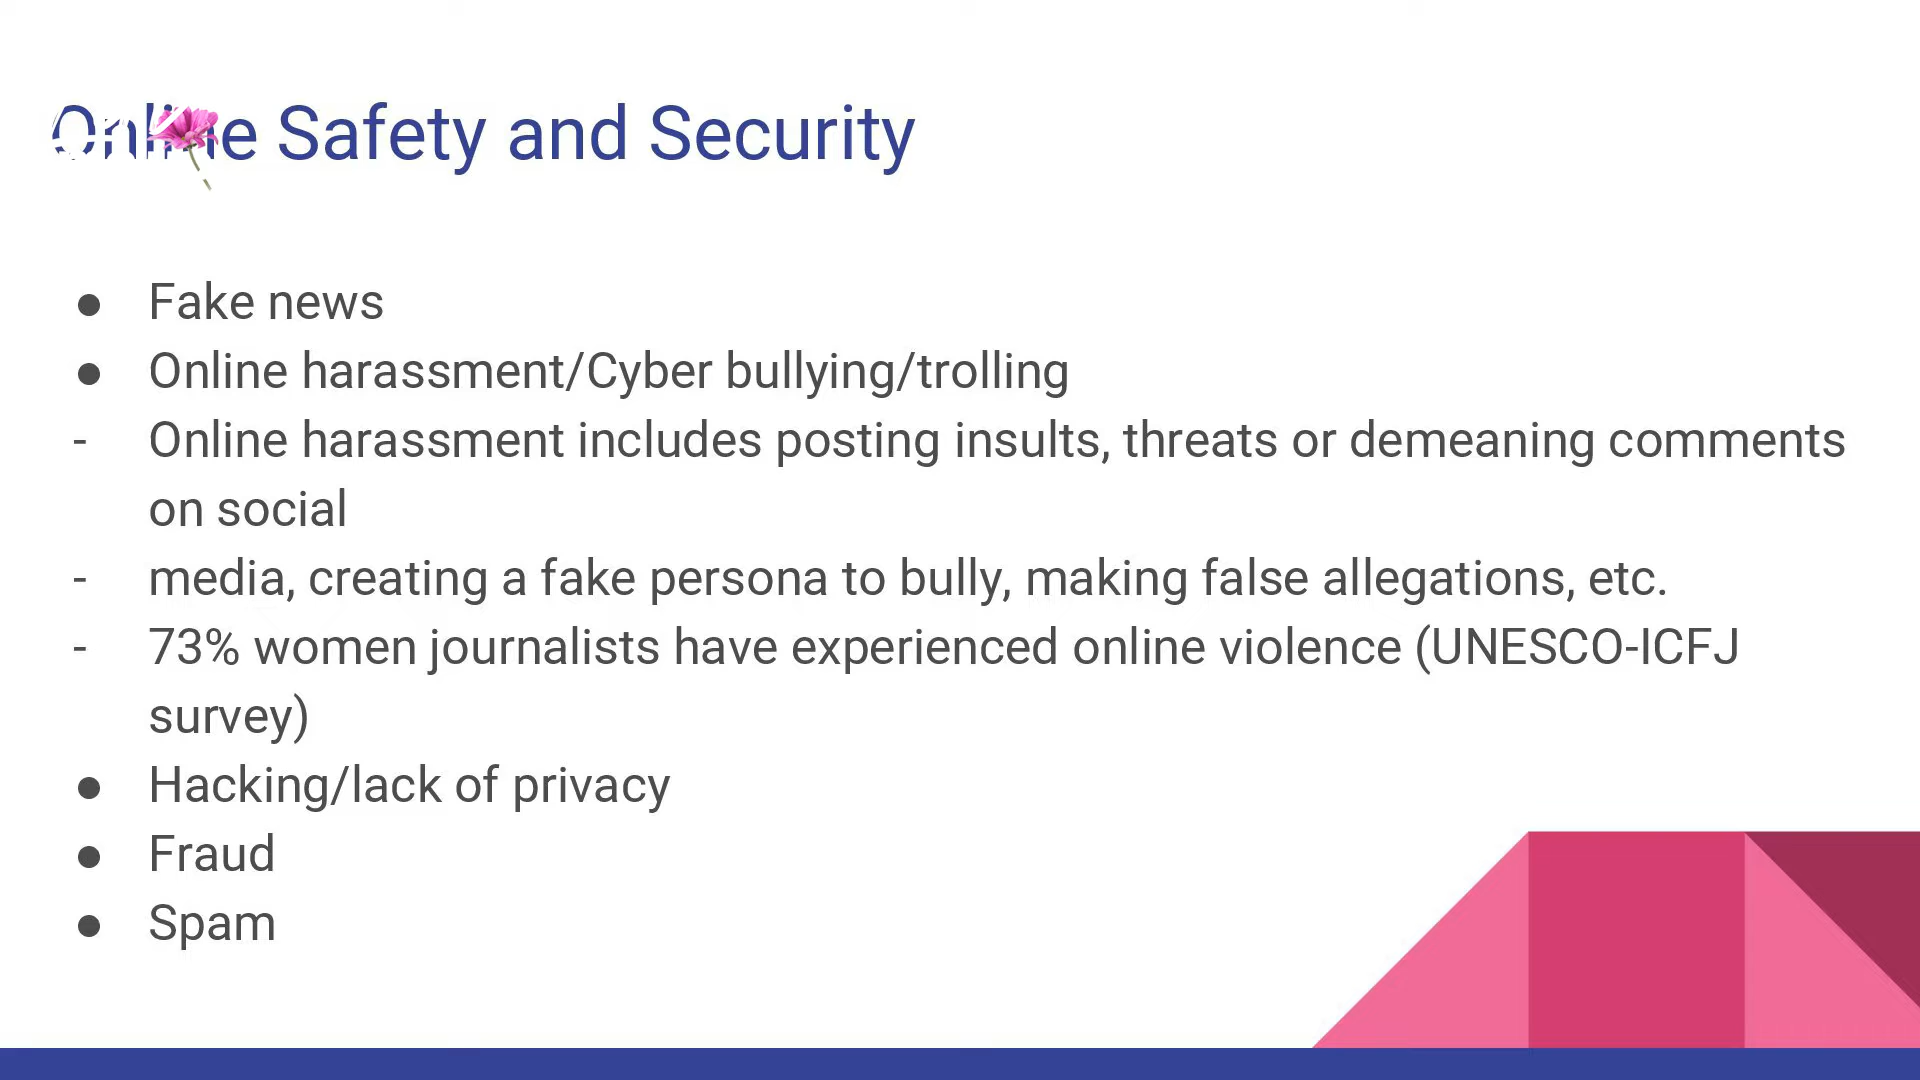 Online Safety and Security
● Fake news
● Online harassment/Cyber bullying/trolling
- Online harassment includes posting insults, threats or demeaning comments
on social
- media, creating a fake persona to bully, making false allegations, etc.
- 73% women journalists have experienced online violence (UNESCO-ICFJ
survey)
● Hacking/lack of privacy
● Fraud
● Spam